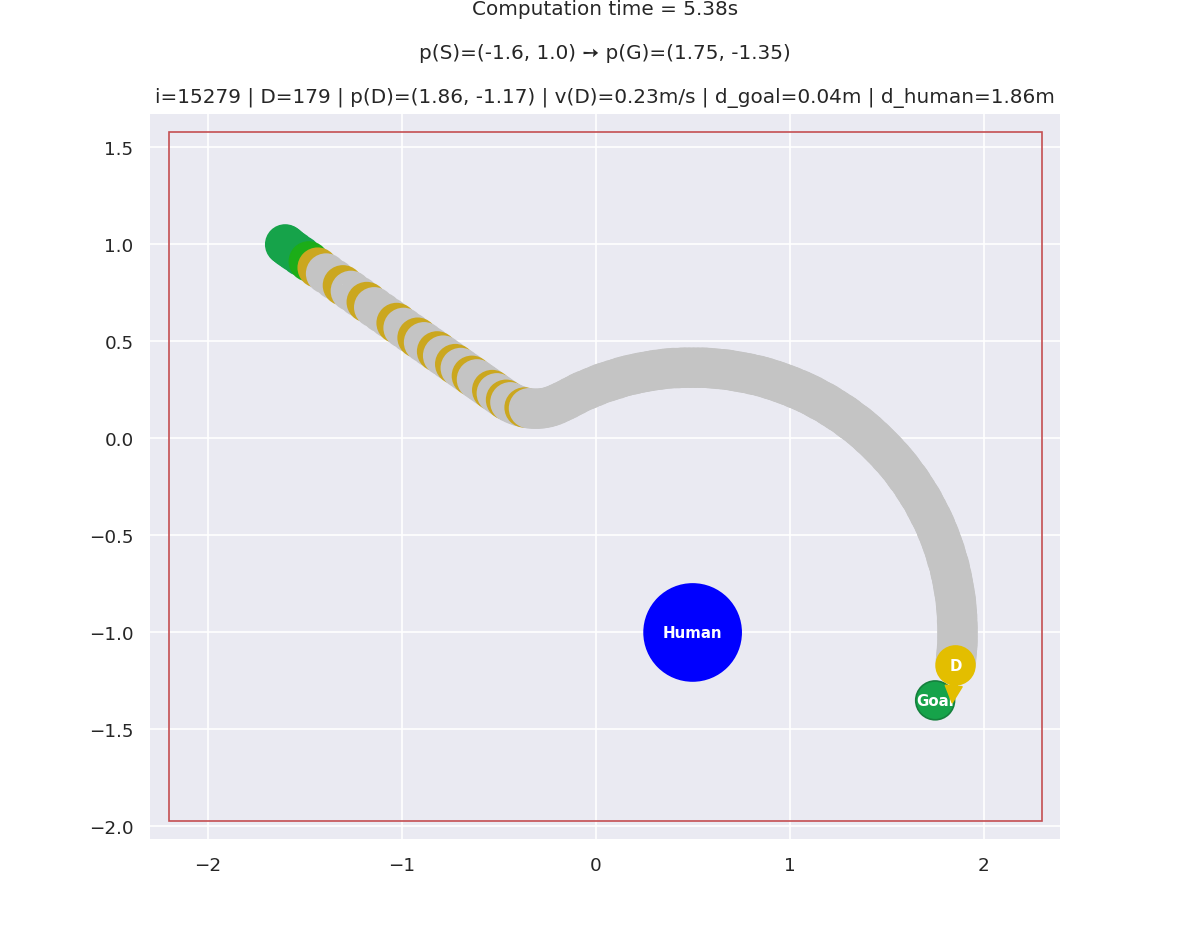 Computation time = 5.38s
p(S)=(-1.6, 1.0) → p(G)=(1.75, -1.35)
i=15279 | D=179 | p(D)=(1.86, -1.17) | v(D)=0.23m/s | d_goal=0.04m | d_human=1.86m
1.5
1.0
0.5
0.0
−0.5
−1.0
−1.5
−2.0
Human
D
Goal
−2
−1
0
1
2